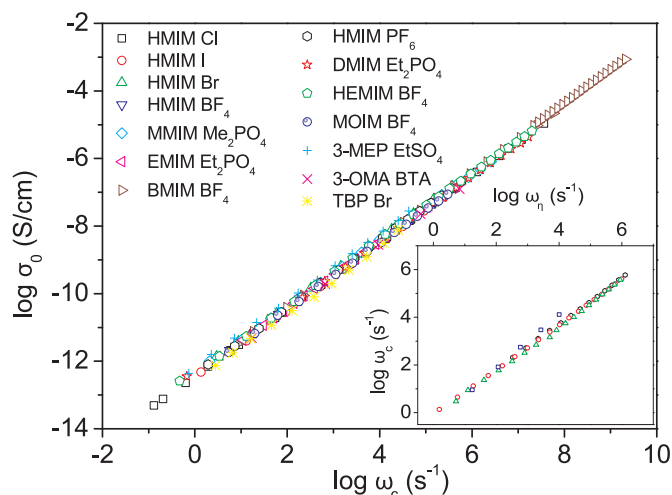 -2
-4
-6
-8
-10
-12
-14
log σ₀ (S/cm)
HMIM Cl
HMIM I
HMIM Br
HMIM BF₄
MMIM Me₂PO₄
EMIM Et₂PO₄
BMIM BF₄
HMIM PF₆
DMIM Et₂PO₄
HEMIM BF₄
MOIM BF₄
3-MEP EtSO₄
3-OMA BTA
TBP Br
log ω_η (s⁻¹)
0 2 4 6
6
4
2
0
log ω_c (s⁻¹)
-2 0 2 4 6 8 10
log ω_c (s⁻¹)